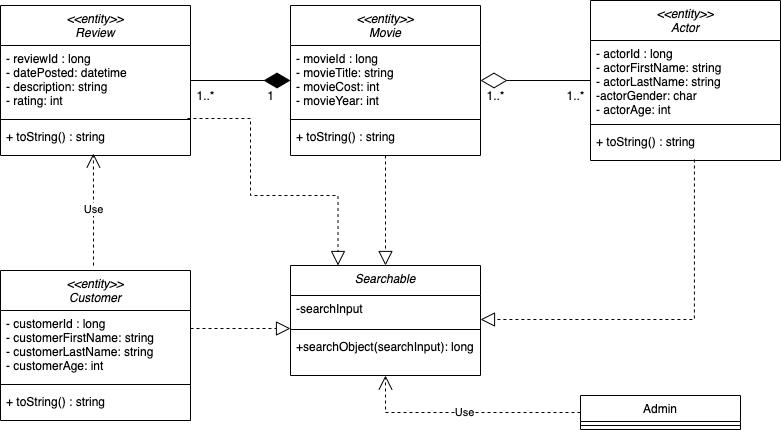 <<entity>>
Review
- reviewId : long
- datePosted: datetime
- description: string
- rating: int
+ toString() : string
1..*
1
<<entity>>
Movie
- movieId : long
- movieTitle: string
- movieCost: int
- movieYear: int
+ toString() : string
1..*
1..*
<<entity>>
Actor
- actorId : long
- actorFirstName: string
- actorLastName: string
-actorGender: char
- actorAge: int
+ toString() : string
Use
<<entity>>
Customer
- customerId : long
- customerFirstName: string
- customerLastName: string
- customerAge: int
+ toString() : string
Searchable
-searchInput
+searchObject(searchInput): long
Use
Admin